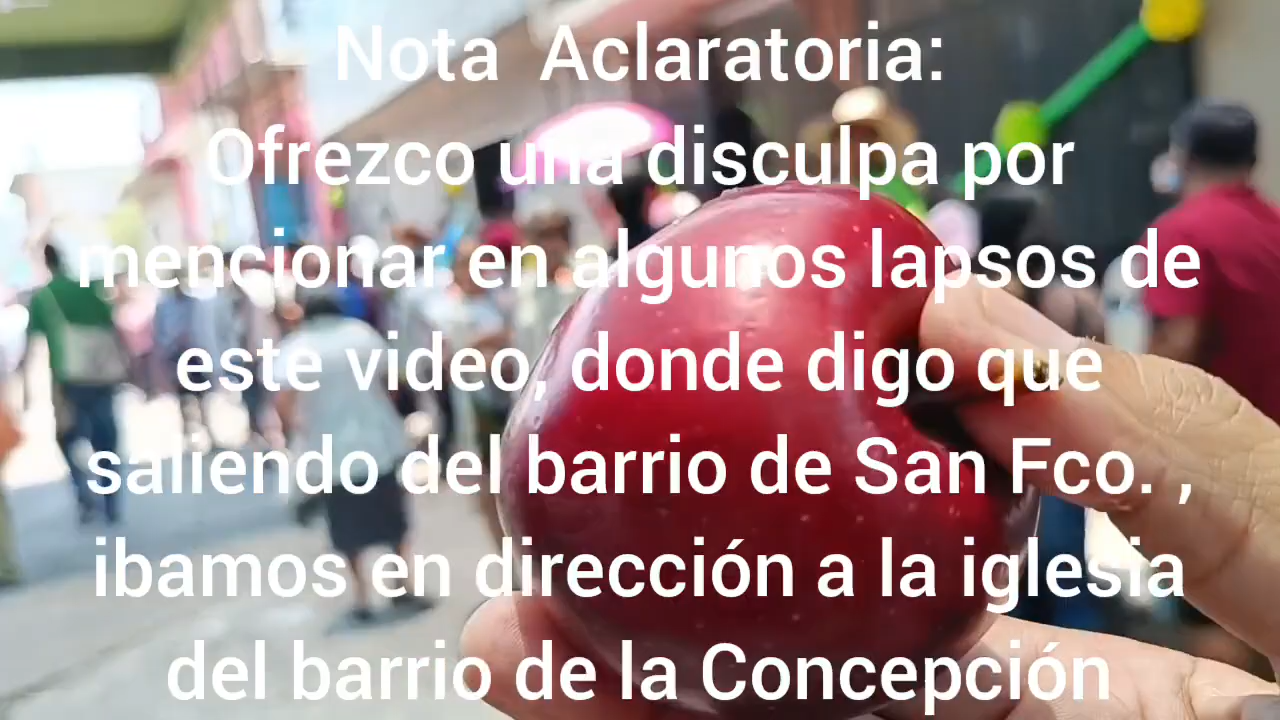 Nota Aclaratoria:
Ofrezco una disculpa por
mencionar en algunos lapsos de
este video, donde digo que
saliendo del barrio de San Fco. ,
ibamos en dirección a la iglesia
del barrio de la Concepción